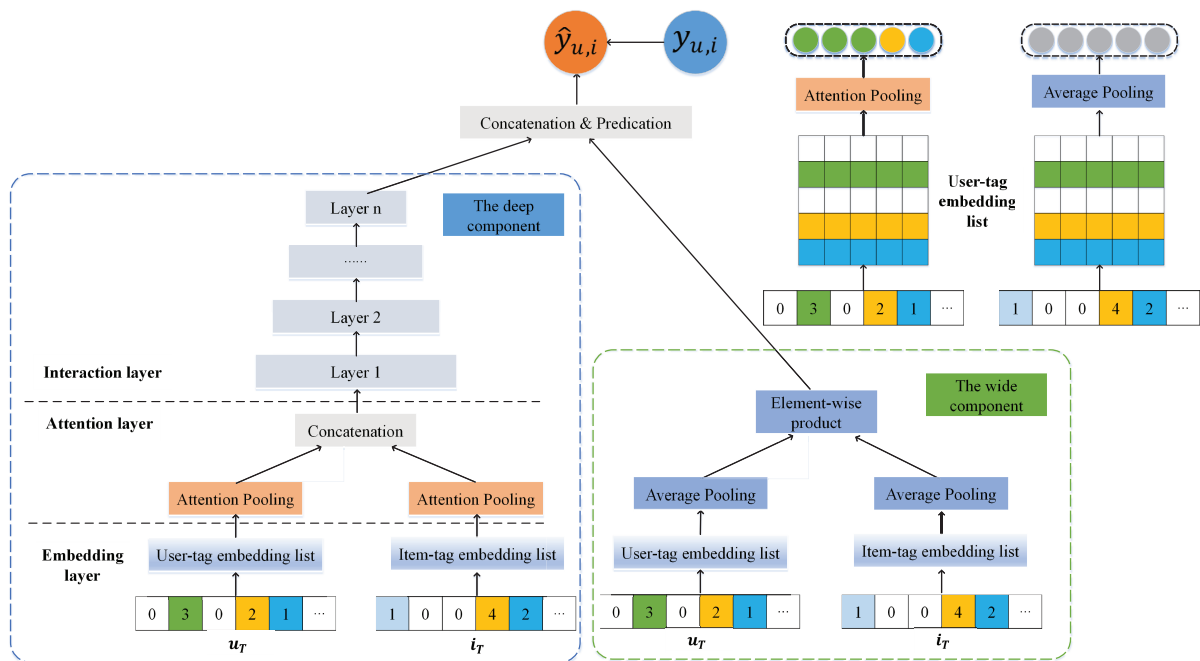 ŷu,i
yu,i
Concatenation & Predication
Attention Pooling
Average Pooling
User-tag
embedding
list
0 3 0 2 1 ...
1 0 0 4 2 ...
The deep
component
Layer n
......
Layer 2
Layer 1
Interaction layer
Attention layer
Concatenation
Attention Pooling
Attention Pooling
Embedding
layer
User-tag embedding list
Item-tag embedding list
0 3 0 2 1 ...
1 0 0 4 2 ...
uT
iT
The wide
component
Element-wise
product
Average Pooling
Average Pooling
User-tag embedding list
Item-tag embedding list
0 3 0 2 1 ...
1 0 0 4 2 ...
uT
iT